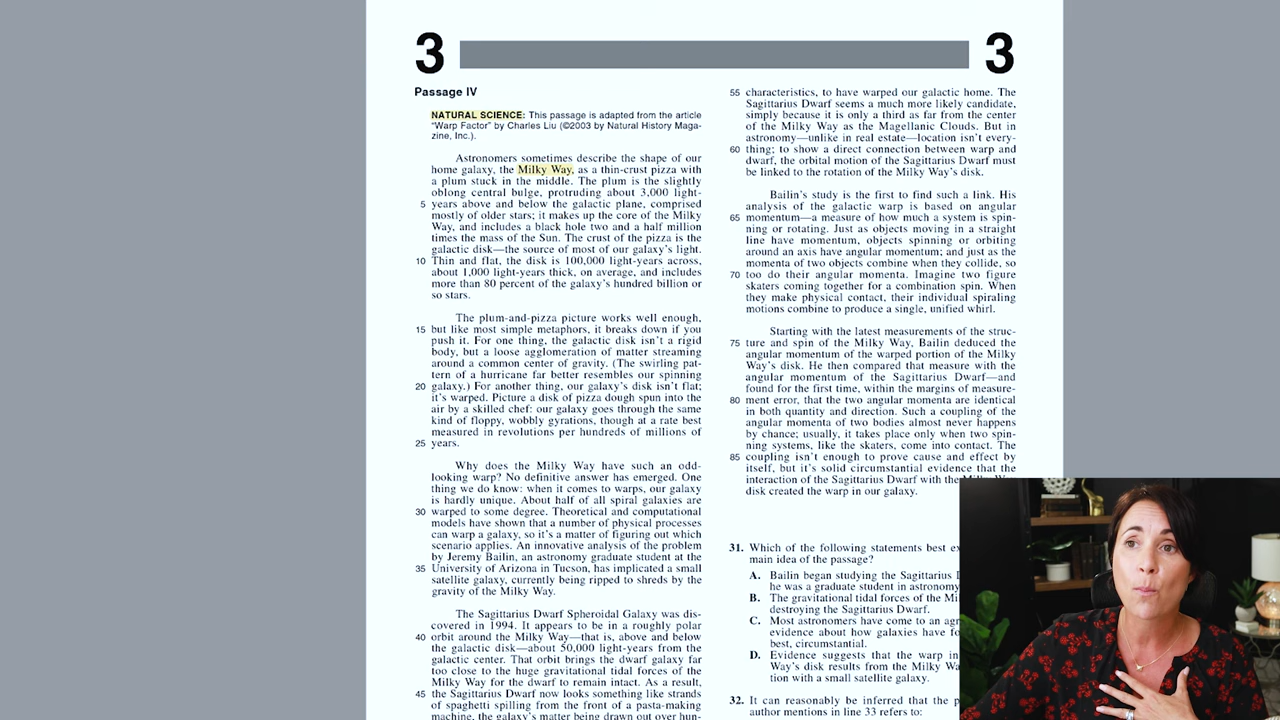 3 3
Passage IV
NATURAL SCIENCE: This passage is adapted from the article
"Warp Factor" by Charles Liu (©2003 by Natural History Maga-
zine, Inc.).
Astronomers sometimes describe the shape of our
home galaxy, the Milky Way, as a thin-crust pizza with
a plum stuck in the middle. The plum is the slightly
oblong central bulge, protruding about 3,000 light-
5 years above and below the galactic plane, comprised
mostly of older stars; it makes up the core of the Milky
Way, and includes a black hole two and a half million
times the mass of the Sun. The crust of the pizza is the
galactic disk—the source of most of our galaxy's light.
10 Thin and flat, the disk is 100,000 light-years across,
about 1,000 light-years thick, on average, and includes
more than 80 percent of the galaxy's hundred billion or
so stars.
The plum-and-pizza picture works well enough,
15 but like most simple metaphors, it breaks down if you
push it. For one thing, the galactic disk isn't a rigid
body, but a loose agglomeration of matter streaming
around a common center of gravity. (The swirling pat-
tern of a hurricane far better resembles our spinning
20 galaxy.) For another thing, our galaxy's disk isn't flat;
it's warped. Picture a disk of pizza dough spun into the
air by a skilled chef: our galaxy goes through the same
kind of floppy, wobbly gyrations, though at a rate best
measured in revolutions per hundreds of millions of
25 years.
Why does the Milky Way have such an odd-
looking warp? No definitive answer has emerged. One
thing we do know: when it comes to warps, our galaxy
is hardly unique. About half of all spiral galaxies are
30 warped to some degree. Theoretical and computational
models have shown that a number of physical processes
can warp a galaxy, so it's a matter of figuring out which
scenario applies. An innovative analysis of the problem
by Jeremy Bailin, an astronomy graduate student at the
35 University of Arizona in Tucson, has implicated a small
satellite galaxy, currently being ripped to shreds by the
gravity of the Milky Way.
The Sagittarius Dwarf Spheroidal Galaxy was dis-
covered in 1994. It appears to be in a roughly polar
40 orbit around the Milky Way—that is, above and below
the galactic disk—about 50,000 light-years from the
galactic center. That orbit brings the dwarf galaxy far
too close to the huge gravitational tidal forces of the
Milky Way for the dwarf to remain intact. As a result,
45 the Sagittarius Dwarf now looks something like strands
of spaghetti spilling from the front of a pasta-making
machine, the galaxy's matter being drawn out over hun-
55 characteristics, to have warped our galactic home. The
Sagittarius Dwarf seems a much more likely candidate,
simply because it is only a third as far from the center
of the Milky Way as the Magellanic Clouds. But in
astronomy—unlike in real estate—location isn't every-
60 thing; to show a direct connection between warp and
dwarf, the orbital motion of the Sagittarius Dwarf must
be linked to the rotation of the Milky Way's disk.
Bailin's study is the first to find such a link. His
analysis of the galactic warp is based on angular
65 momentum—a measure of how much a system is spin-
ning or rotating. Just as objects moving in a straight
line have momentum, objects spinning or orbiting
around an axis have angular momentum; and just as the
momenta of two objects combine when they collide, so
70 too do their angular momenta. Imagine two figure
skaters coming together for a combination spin. When
they make physical contact, their individual spiraling
motions combine to produce a single, unified whirl.
Starting with the latest measurements of the struc-
75 ture and spin of the Milky Way, Bailin deduced the
angular momentum of the warped portion of the Milky
Way's disk. He then compared that measure with the
angular momentum of the Sagittarius Dwarf—and
found for the first time, within the margins of measure-
80 ment error, that the two angular momenta are identical
in both quantity and direction. Such a coupling of the
angular momenta of two bodies almost never happens
by chance; usually, it takes place only when two spin-
ning systems, like the skaters, come into contact. The
85 coupling isn't enough to prove cause and effect by
itself, but it's solid circumstantial evidence that the
interaction of the Sagittarius Dwarf with the
disk created the warp in our galaxy.
31. Which of the following statements best
main idea of the passage?
A. Bailin began studying the Sagittarius
he was a graduate student in astronomy
B. The gravitational tidal forces of the
destroying the Sagittarius Dwarf.
C. Most astronomers have come to an
evidence about how galaxies have
best, circumstantial.
D. Evidence suggests that the warp in
Way's disk results from the Milky
tion with a small satellite galaxy.
32. It can reasonably be inferred that the
author mentions in line 33 refers to: